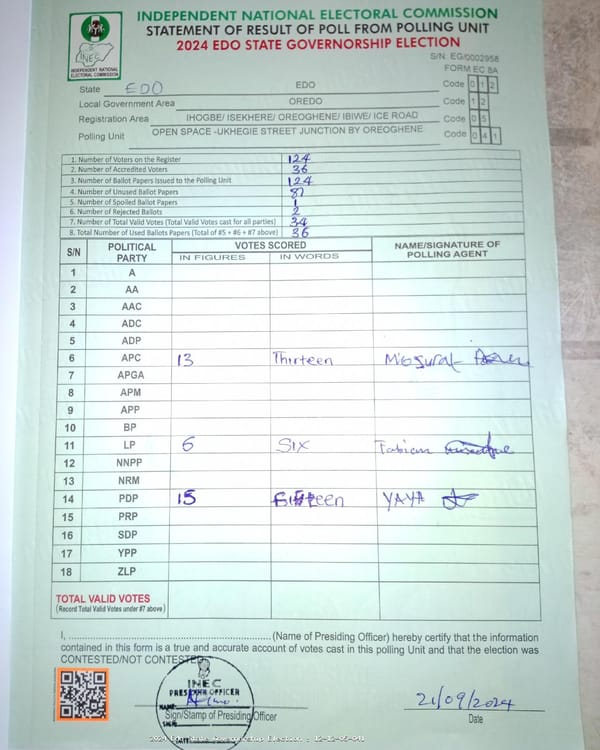 INDEPENDENT NATIONAL ELECTORAL COMMISSION
STATEMENT OF RESULT OF POLL FROM POLLING UNIT
2024 EDO STATE GOVERNORSHIP ELECTION
INEC
INDEPENDENT NATIONAL ELECTORAL COMMISSION
S/N: EG/0002958
FORM EC 8A
State EDO EDO Code 0 1 2
Local Government Area OREDO Code 1 2
Registration Area IHOGBE/ ISEKHERE/ OREOGHENE/ IBIWE/ ICE ROAD Code 0 5
Polling Unit OPEN SPACE -UKHEGIE STREET JUNCTION BY OREOGHENE Code 0 4 1
1. Number of Voters on the Register 124
2. Number of Accredited Voters 36
3. Number of Ballot Papers Issued to the Polling Unit 124
4. Number of Unused Ballot Papers 87
5. Number of Spoiled Ballot Papers 1
6. Number of Rejected Ballots 2
7. Number of Total Valid Votes (Total Valid Votes cast for all parties) 34
8. Total Number of Used Ballots Papers (Total of #5 + #6 + #7 above) 36
S/N POLITICAL PARTY VOTES SCORED NAME/SIGNATURE OF POLLING AGENT
IN FIGURES IN WORDS
1 A
2 AA
3 AAC
4 ADC
5 ADP
6 APC 13 Thirteen
7 APGA
8 APM
9 APP
10 BP
11 LP 6 Six Fabian
12 NNPP
13 NRM
14 PDP 15 Fifteen YAYA
15 PRP
16 SDP
17 YPP
18 ZLP
TOTAL VALID VOTES
(Record Total Valid Votes under #7 above)
I, (Name of Presiding Officer) hereby certify that the information
contained in this form is a true and accurate account of votes cast in this polling Unit and that the election was
CONTESTED/NOT CONTESTED
INEC
PRESIDING OFFICER
NAME:
SIGN:
DATE:
21/09/2024
Sign/Stamp of Presiding Officer
Date
2024 Edo State Governorship Election : 12-12-05-041